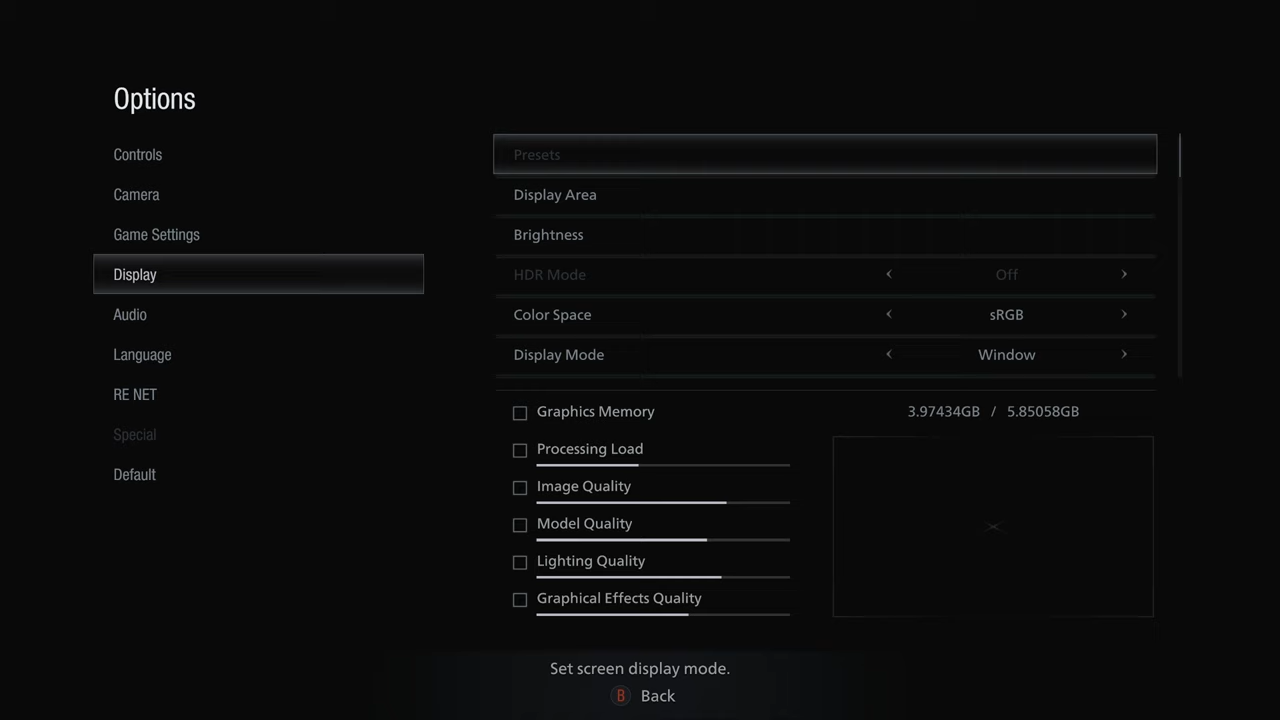 Options
Controls
Camera
Game Settings
Display
Audio
Language
RE NET
Special
Default
Presets
Display Area
Brightness
HDR Mode Off
Color Space sRGB
Display Mode Window
Graphics Memory 3.97434GB / 5.85058GB
Processing Load
Image Quality
Model Quality
Lighting Quality
Graphical Effects Quality
Set screen display mode.
B Back